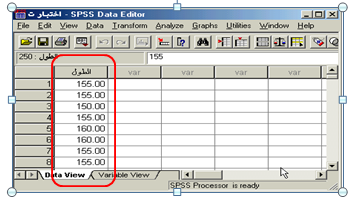 اختبار ت - SPSS Data Editor
File Edit View Data Transform Analyze Graphs Utilities Window Help
250 : الطول 155
الطول var var var var
1 155.00
2 155.00
3 150.00
4 155.00
5 160.00
6 160.00
7 155.00
8 155.00
Data View Variable View
SPSS Processor is ready